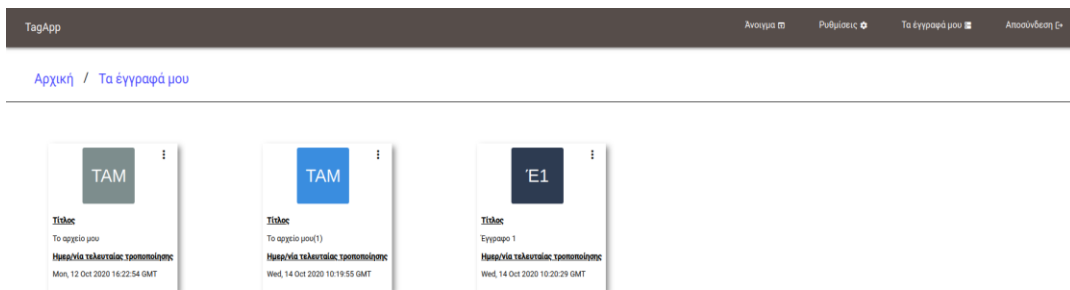 TagApp Άνοιγμα Ρυθμίσεις Τα έγγραφά μου Αποσύνδεση
Αρχική / Τα έγγραφά μου
ΤΑΜ ΤΑΜ Έ1
Τίτλος Τίτλος Τίτλος
Το αρχείο μου Το αρχείο μου(1) Έγγραφο 1
Ημερ/νία τελευταίας τροποποίησης Ημερ/νία τελευταίας τροποποίησης Ημερ/νία τελευταίας τροποποίησης
Mon, 12 Oct 2020 16:22:54 GMT Wed, 14 Oct 2020 10:19:55 GMT Wed, 14 Oct 2020 10:20:29 GMT